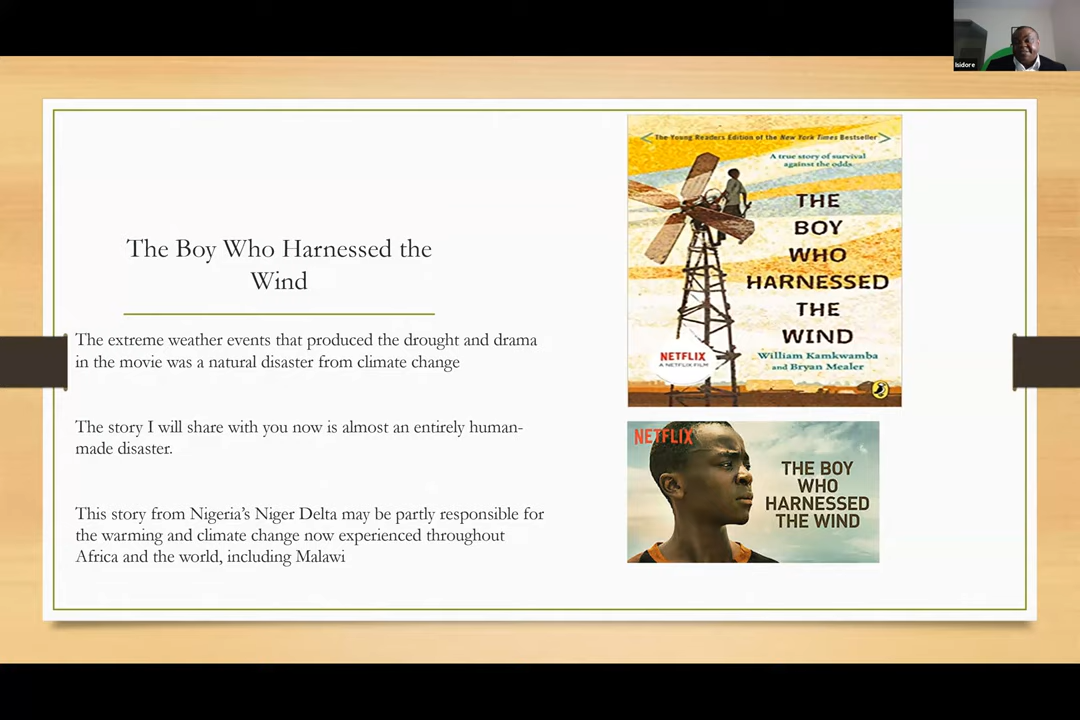 Isidore
The Boy Who Harnessed the
Wind
The extreme weather events that produced the drought and drama
in the movie was a natural disaster from climate change
The story I will share with you now is almost an entirely human-
made disaster.
This story from Nigeria’s Niger Delta may be partly responsible for
the warming and climate change now experienced throughout
Africa and the world, including Malawi
The Young Readers Edition of the New York Times Bestseller
A true story of survival
against the odds.
THE
BOY
WHO
HARNESSED
THE
WIND
William Kamkwamba
and Bryan Mealer
NETFLIX
A NETFLIX FILM
NETFLIX
THE BOY
WHO
HARNESSED
THE WIND